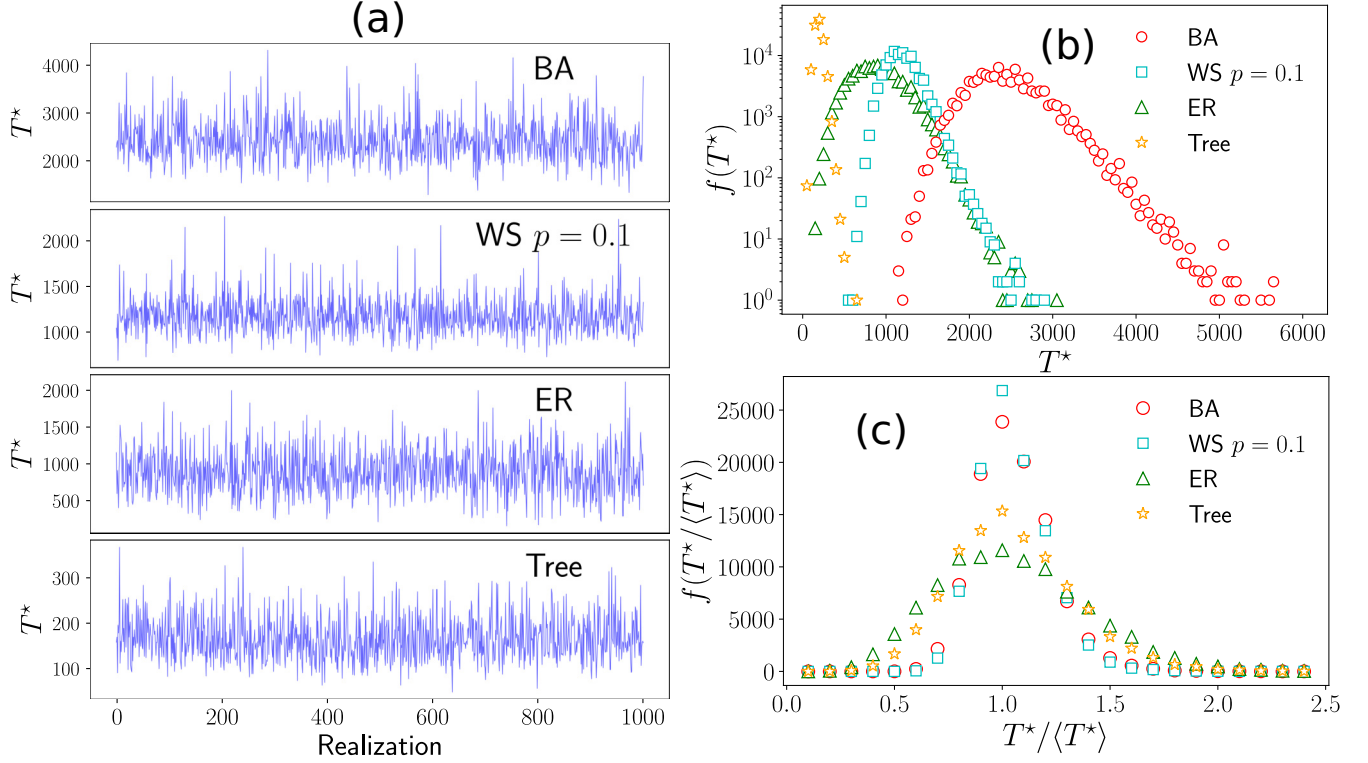 (a)
BA
4000
3000
2000
T⋆
WS p = 0.1
2000
1500
1000
T⋆
ER
2000
1500
1000
500
T⋆
Tree
300
200
100
T⋆
0 200 400 600 800 1000
Realization
(b)
BA
WS p = 0.1
ER
Tree
10⁴
10³
10²
10¹
10⁰
f(T⋆)
0 1000 2000 3000 4000 5000 6000
T⋆
(c)
BA
WS p = 0.1
ER
Tree
25000
20000
15000
10000
5000
0
f(T⋆/⟨T⋆⟩)
0.0 0.5 1.0 1.5 2.0 2.5
T⋆/⟨T⋆⟩